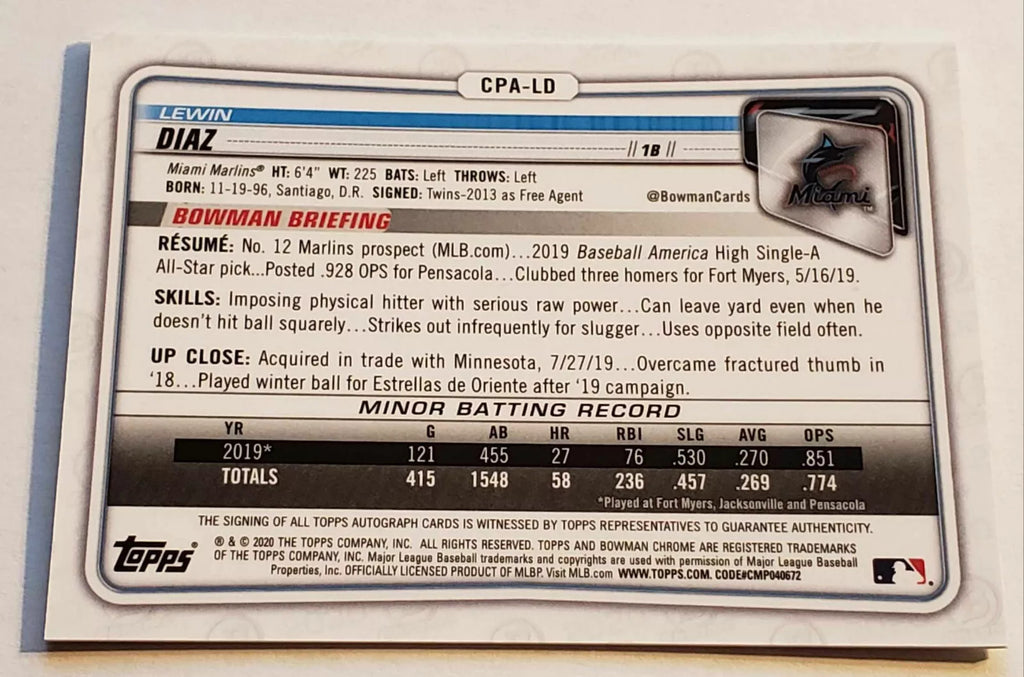 CPA-LD
LEWIN
DIAZ // 1B //
Miami Marlins® HT: 6'4" WT: 225 BATS: Left THROWS: Left
BORN: 11-19-96, Santiago, D.R. SIGNED: Twins-2013 as Free Agent @BowmanCards
Miami
TM
BOWMAN BRIEFING
RÉSUMÉ: No. 12 Marlins prospect (MLB.com)...2019 Baseball America High Single-A
All-Star pick...Posted .928 OPS for Pensacola...Clubbed three homers for Fort Myers, 5/16/19.
SKILLS: Imposing physical hitter with serious raw power...Can leave yard even when he
doesn't hit ball squarely...Strikes out infrequently for slugger...Uses opposite field often.
UP CLOSE: Acquired in trade with Minnesota, 7/27/19...Overcame fractured thumb in
'18...Played winter ball for Estrellas de Oriente after '19 campaign.
MINOR BATTING RECORD
YR G AB HR RBI SLG AVG OPS
2019* 121 455 27 76 .530 .270 .851
TOTALS 415 1548 58 236 .457 .269 .774
*Played at Fort Myers, Jacksonville and Pensacola
THE SIGNING OF ALL TOPPS AUTOGRAPH CARDS IS WITNESSED BY TOPPS REPRESENTATIVES TO GUARANTEE AUTHENTICITY.
topps®
® & © 2020 THE TOPPS COMPANY, INC. ALL RIGHTS RESERVED. TOPPS AND BOWMAN CHROME ARE REGISTERED TRADEMARKS
OF THE TOPPS COMPANY, INC. Major League Baseball trademarks and copyrights are used with permission of Major League Baseball
Properties, Inc. OFFICIALLY LICENSED PRODUCT OF MLBP. Visit MLB.com WWW.TOPPS.COM. CODE#CMP040672